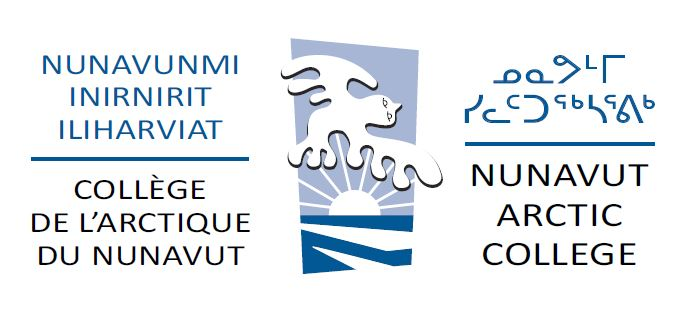 NUNAVUNMI
INIRNIRIT
ILIHARVIAT
COLLÈGE
DE L’ARCTIQUE
DU NUNAVUT
ᓄᓇᕗᒻᒥ
ᓯᓚᑦᑐᖅᓴᕐᕕᒃ
NUNAVUT
ARCTIC
COLLEGE